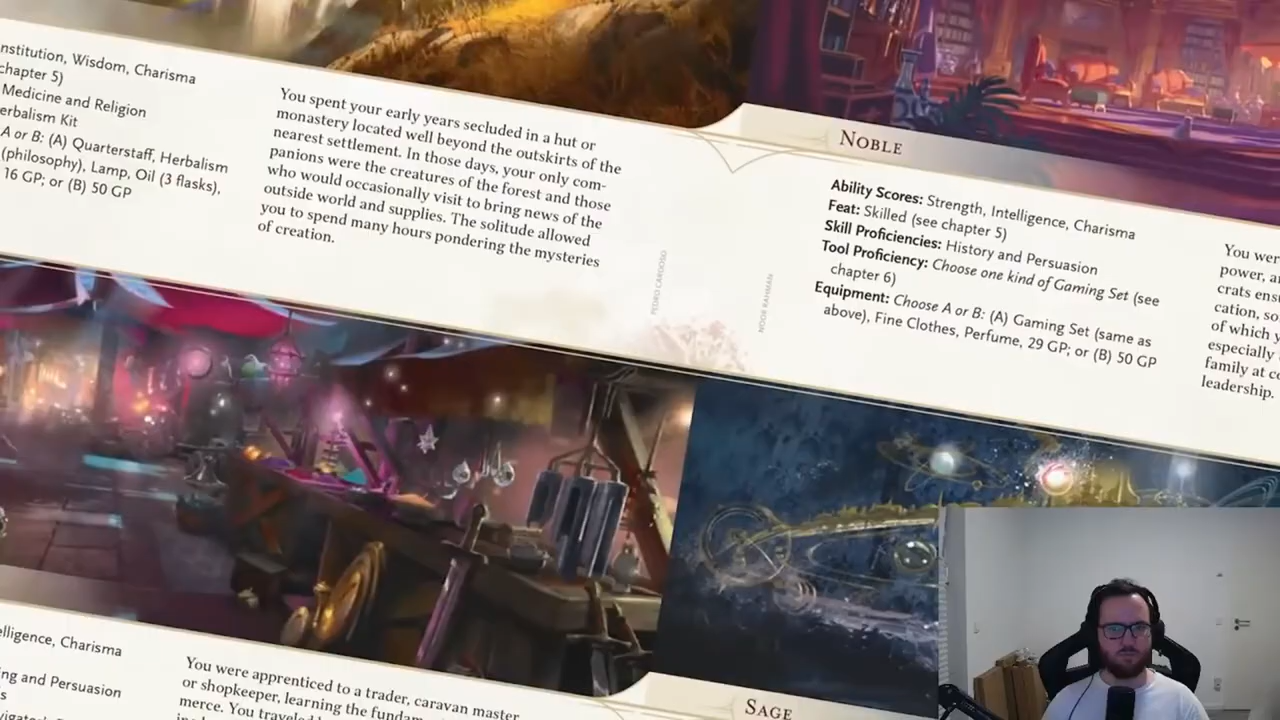 nstitution, Wisdom, Charisma
chapter 5)
Medicine and Religion
erbalism Kit
A or B: (A) Quarterstaff, Herbalism
(philosophy), Lamp, Oil (3 flasks),
16 GP; or (B) 50 GP
You spent your early years secluded in a hut or
monastery located well beyond the outskirts of the
nearest settlement. In those days, your only com-
panions were the creatures of the forest and those
who would occasionally visit to bring news of the
outside world and supplies. The solitude allowed
you to spend many hours pondering the mysteries
of creation.
PEDRO CARDOSO
NOOR RAHMAN
NOBLE
Ability Scores: Strength, Intelligence, Charisma
Feat: Skilled (see chapter 5)
Skill Proficiencies: History and Persuasion
Tool Proficiency: Choose one kind of Gaming Set (see
chapter 6)
Equipment: Choose A or B: (A) Gaming Set (same as
above), Fine Clothes, Perfume, 29 GP; or (B) 50 GP
You wer
power, a
crats ens
cation, so
of which y
especially
family at co
leadership.
elligence, Charisma
ng and Persuasion
s
vigator's
You were apprenticed to a trader, caravan master
or shopkeeper, learning the fundam
merce. You traveled
SAGE